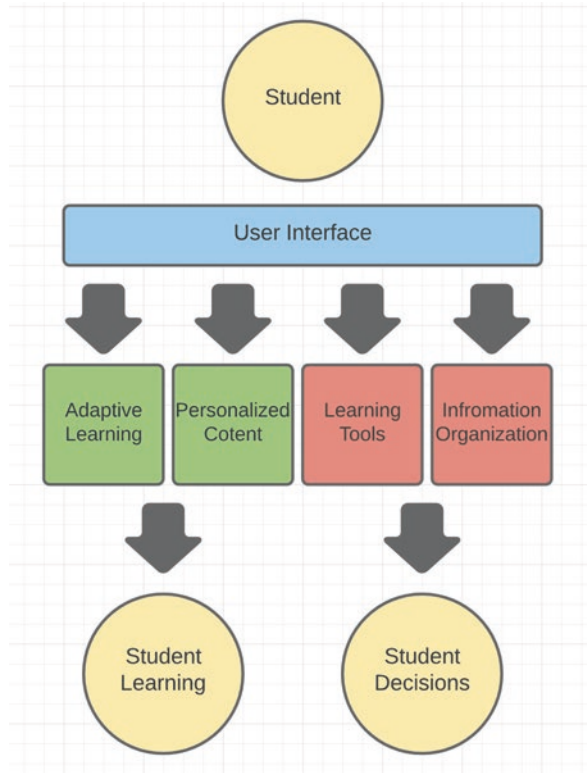 Student
User Interface
Adaptive
Learning
Personalized
Cotent
Learning
Tools
Infromation
Organization
Student
Learning
Student
Decisions